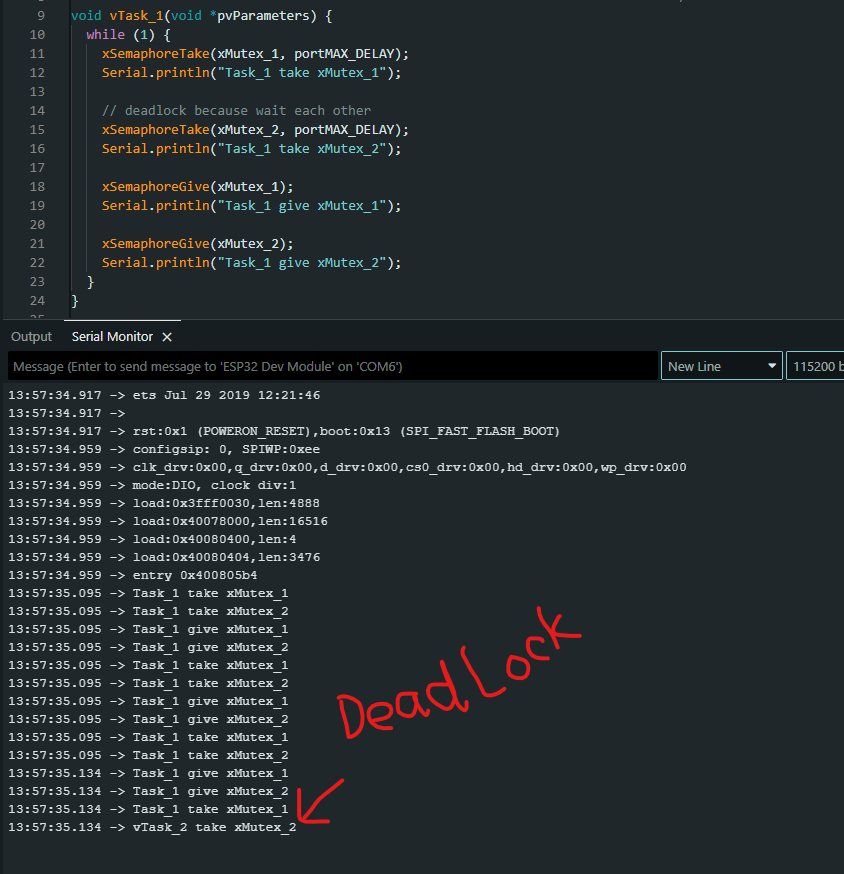 9 void vTask_1(void *pvParameters) {
10 while (1) {
11 xSemaphoreTake(xMutex_1, portMAX_DELAY);
12 Serial.println("Task_1 take xMutex_1");
13
14 // deadlock because wait each other
15 xSemaphoreTake(xMutex_2, portMAX_DELAY);
16 Serial.println("Task_1 take xMutex_2");
17
18 xSemaphoreGive(xMutex_1);
19 Serial.println("Task_1 give xMutex_1");
20
21 xSemaphoreGive(xMutex_2);
22 Serial.println("Task_1 give xMutex_2");
23 }
24 }
Output Serial Monitor
Message (Enter to send message to 'ESP32 Dev Module' on 'COM6') New Line 115200 b
13:57:34.917 -> ets Jul 29 2019 12:21:46
13:57:34.917 ->
13:57:34.917 -> rst:0x1 (POWERON_RESET),boot:0x13 (SPI_FAST_FLASH_BOOT)
13:57:34.959 -> configsip: 0, SPIWP:0xee
13:57:34.959 -> clk_drv:0x00,q_drv:0x00,d_drv:0x00,cs0_drv:0x00,hd_drv:0x00,wp_drv:0x00
13:57:34.959 -> mode:DIO, clock div:1
13:57:34.959 -> load:0x3fff0030,len:4888
13:57:34.959 -> load:0x40078000,len:16516
13:57:34.959 -> load:0x40080400,len:4
13:57:34.959 -> load:0x40080404,len:3476
13:57:34.959 -> entry 0x400805b4
13:57:35.095 -> Task_1 take xMutex_1
13:57:35.095 -> Task_1 take xMutex_2
13:57:35.095 -> Task_1 give xMutex_1
13:57:35.095 -> Task_1 give xMutex_2
13:57:35.095 -> Task_1 take xMutex_1
13:57:35.095 -> Task_1 take xMutex_2
13:57:35.095 -> Task_1 give xMutex_1
13:57:35.095 -> Task_1 give xMutex_2
13:57:35.095 -> Task_1 take xMutex_1
13:57:35.095 -> Task_1 take xMutex_2
13:57:35.134 -> Task_1 give xMutex_1
13:57:35.134 -> Task_1 give xMutex_2
13:57:35.134 -> Task_1 take xMutex_1
13:57:35.134 -> vTask_2 take xMutex_2
DeadLock